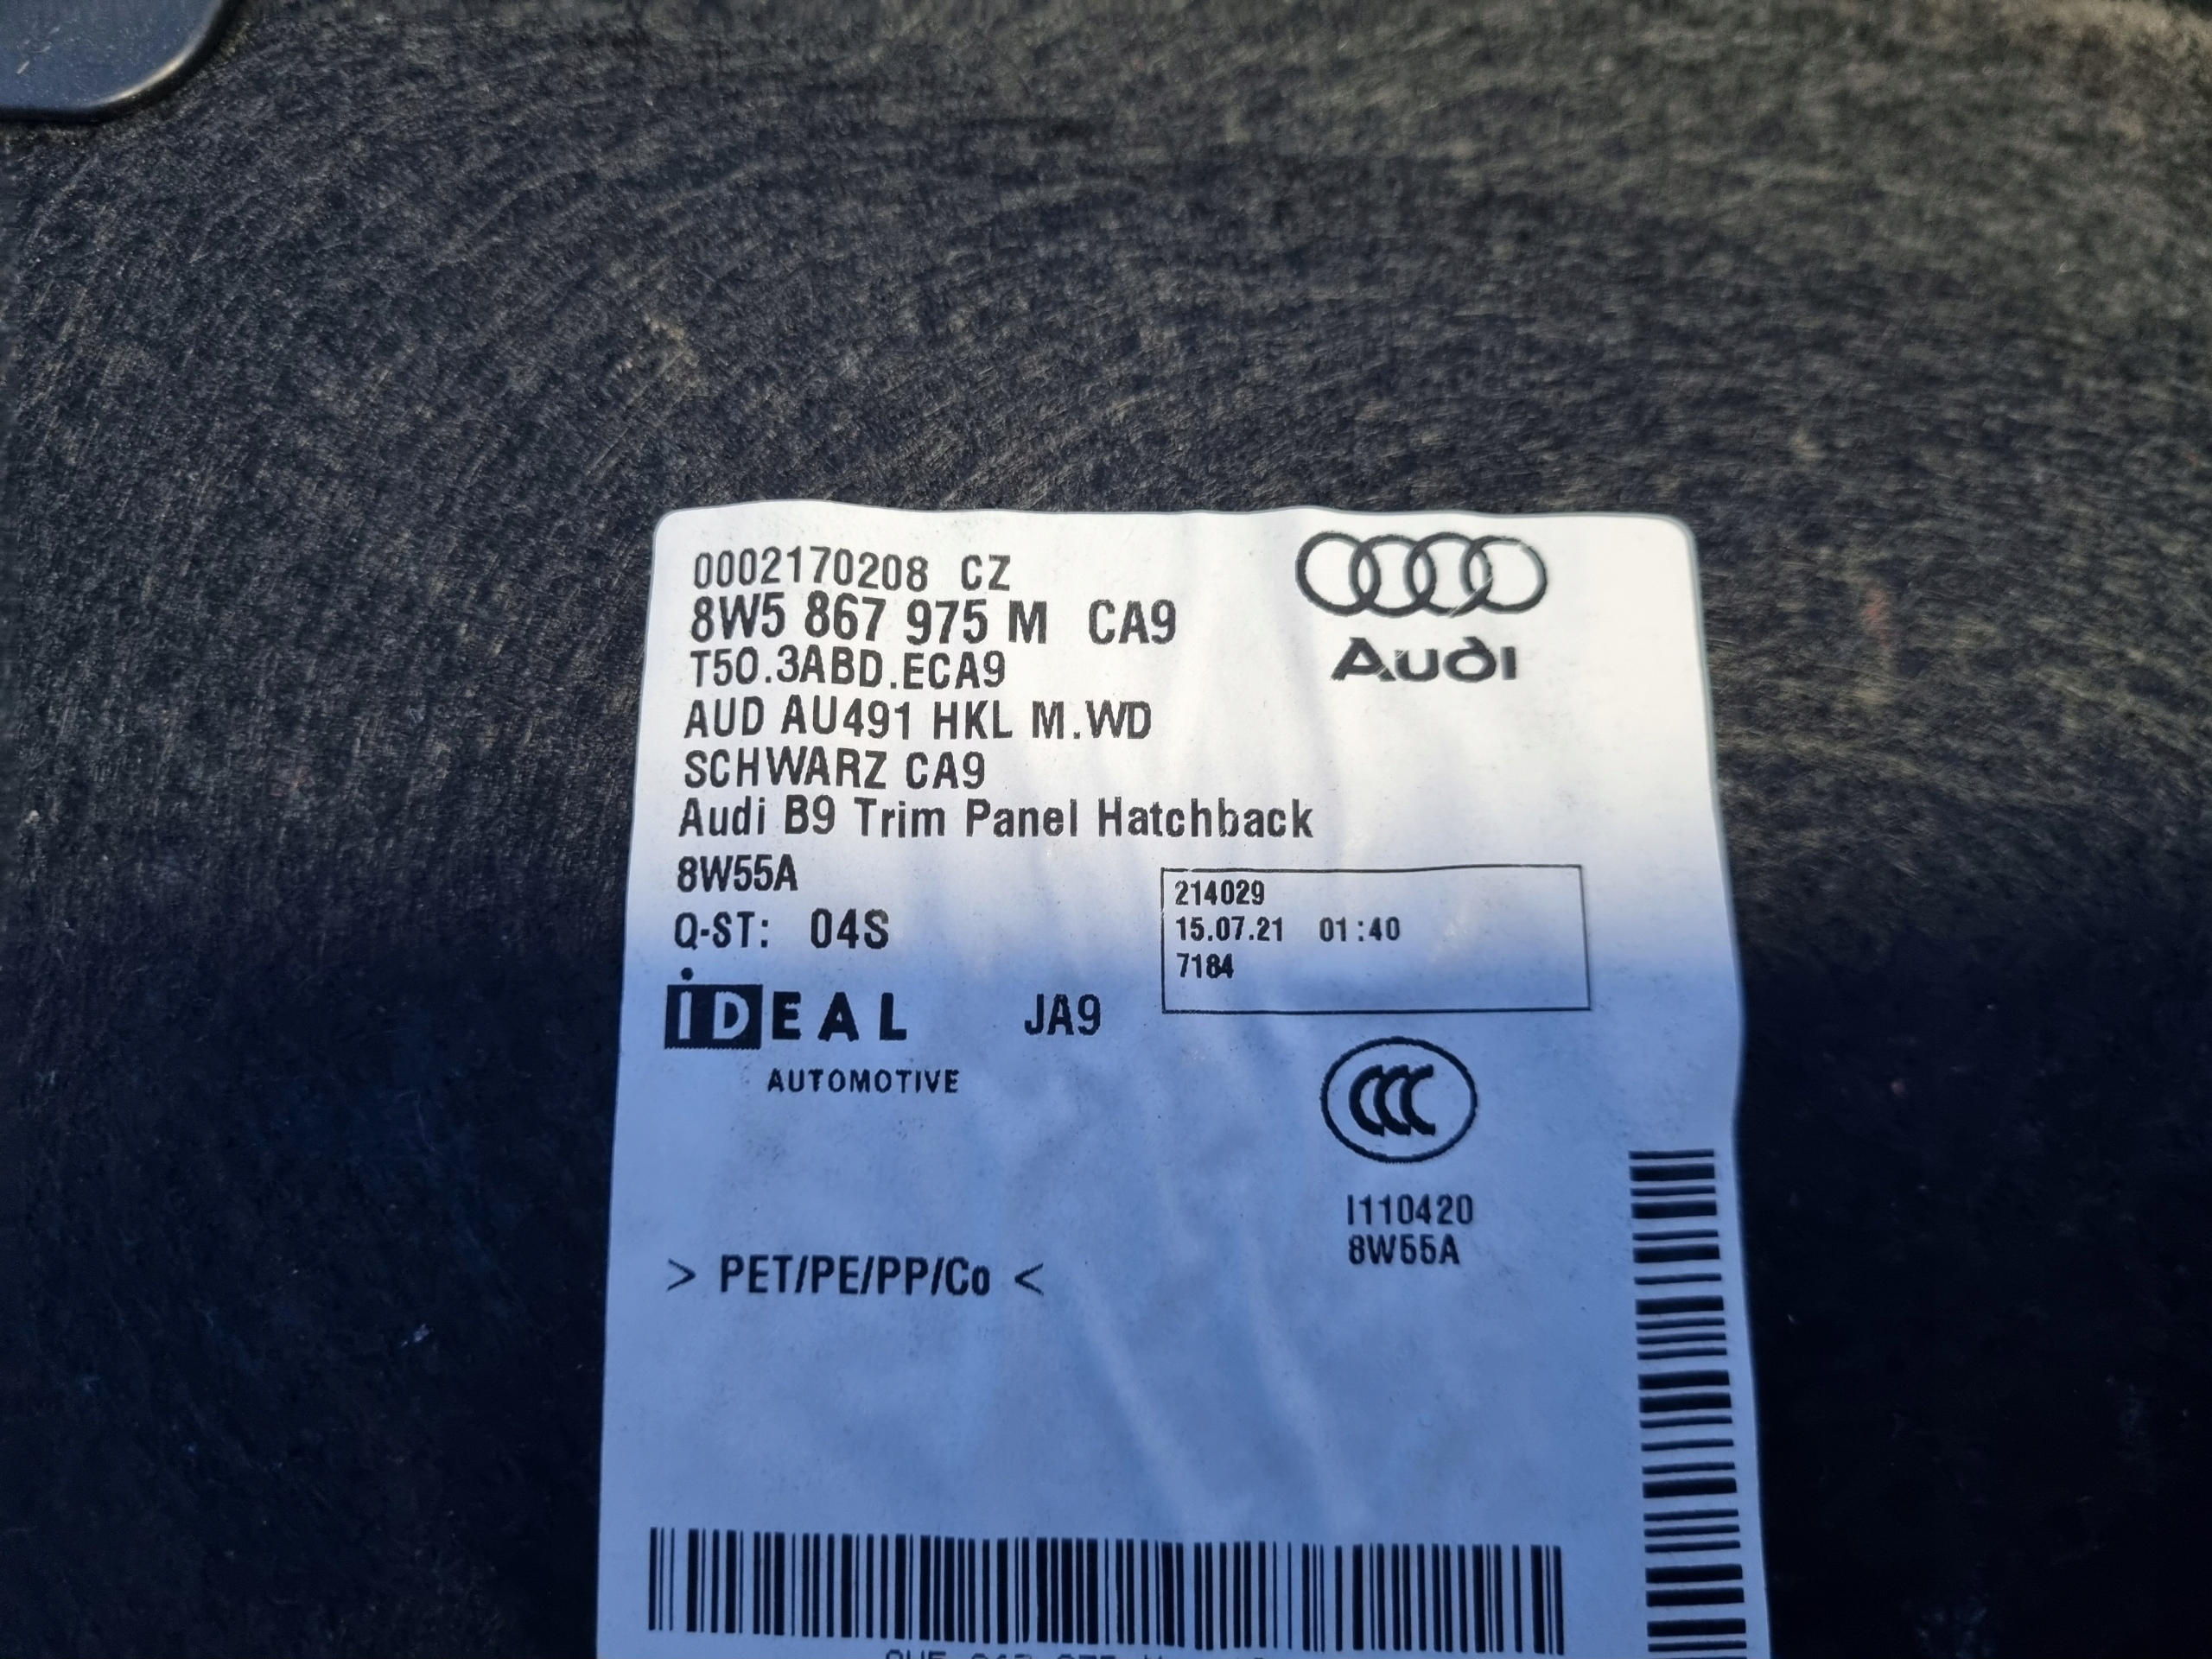 0002170208 CZ
8W5 867 975 M CA9
T50.3ABD.ECA9
AUD AU491 HKL M.WD
SCHWARZ CA9
Audi B9 Trim Panel Hatchback
8W55A
Q-ST: 04S
Audi
214029
15.07.21 01:40
7184
iDEAL
AUTOMOTIVE
JA9
CCC
I110420
8W55A
> PET/PE/PP/Co <